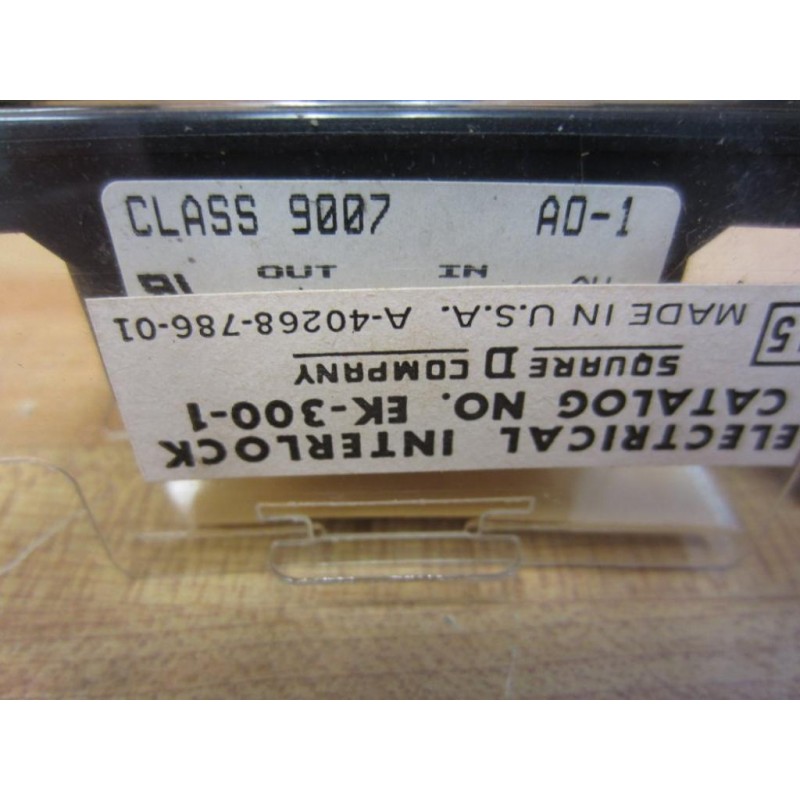 CLASS 9007 AO-1
OUT IN
ELECTRICAL INTERLOCK
CATALOG NO. EK-300-1
SQUARE D COMPANY
MADE IN U.S.A. A-40268-786-01